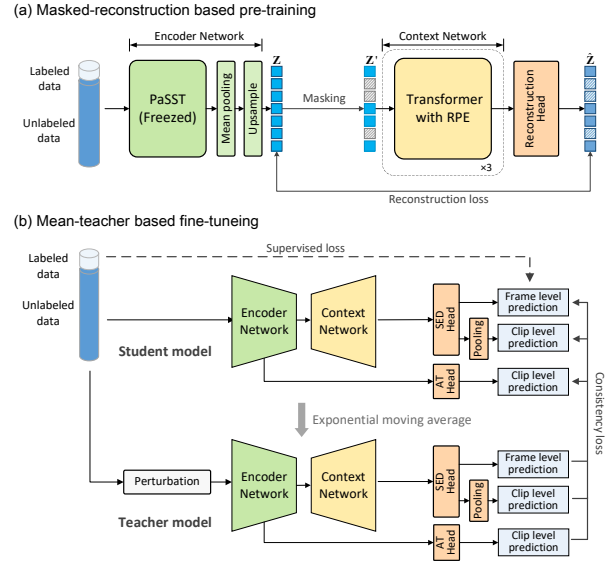 (a) Masked-reconstruction based pre-training
Encoder Network
Context Network
Labeled
data
Unlabeled
data
PaSST
(Freezed)
Mean pooling
Upsample
Z
Masking
Z'
Transformer
with RPE
×3
Reconstruction
Head
Ẑ
Reconstruction loss
(b) Mean-teacher based fine-tuneing
Labeled
data
Unlabeled
data
Supervised loss
Student model
Encoder
Network
Context
Network
SED
Head
Pooling
AT
Head
Frame level
prediction
Clip level
prediction
Clip level
prediction
Exponential moving average
Consistency loss
Perturbation
Teacher model
Encoder
Network
Context
Network
SED
Head
Pooling
AT
Head
Frame level
prediction
Clip level
prediction
Clip level
prediction